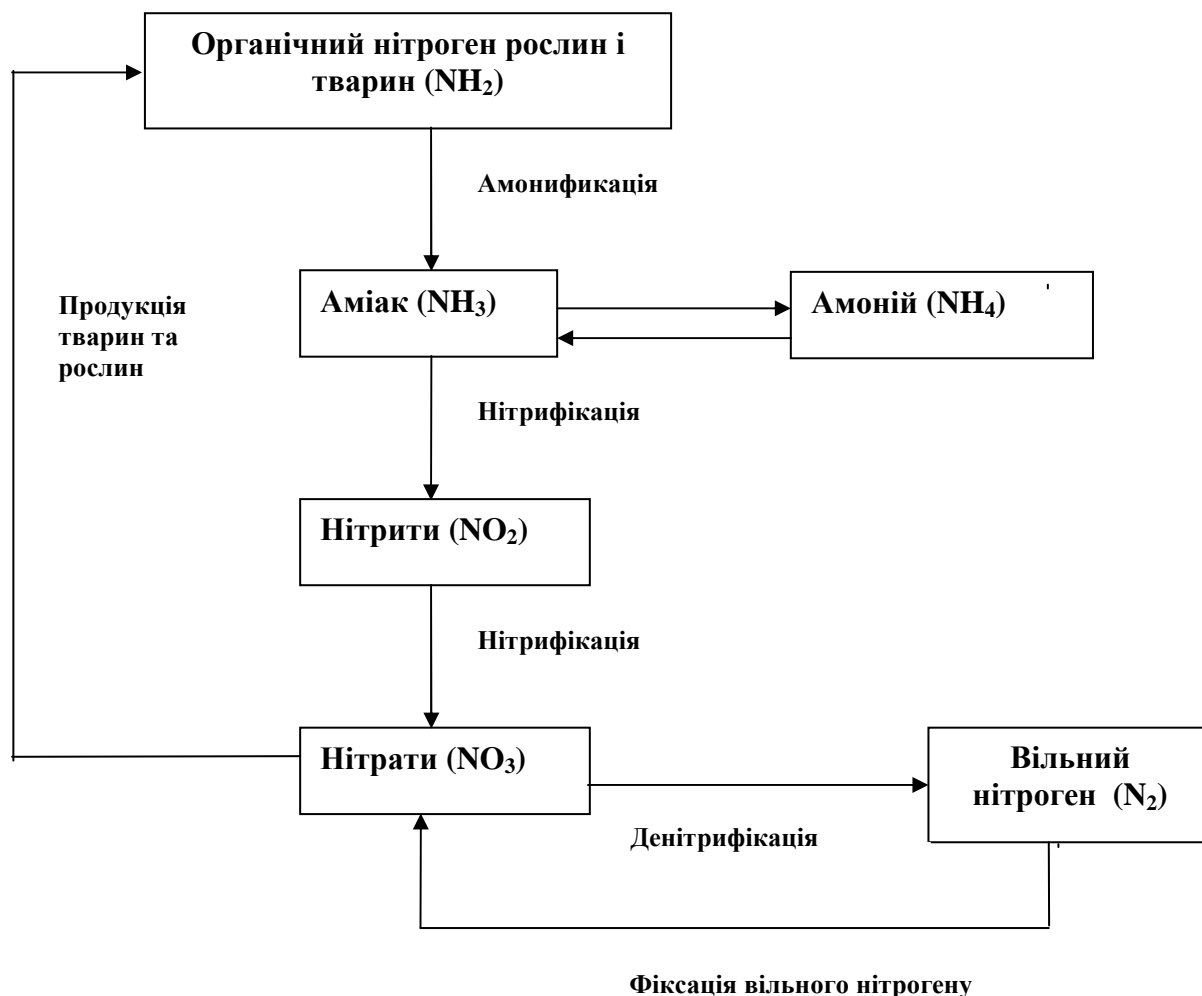 Органічний нітроген рослин і
тварин (NH₂)
Амонификація
Продукція
тварин та
рослин
Аміак (NH₃)
Амоній (NH₄)
Нітрифікація
Нітрити (NO₂)
Нітрифікація
Нітрати (NO₃)
Вільний
нітроген (N₂)
Денітрифікація
Фіксація вільного нітрогену